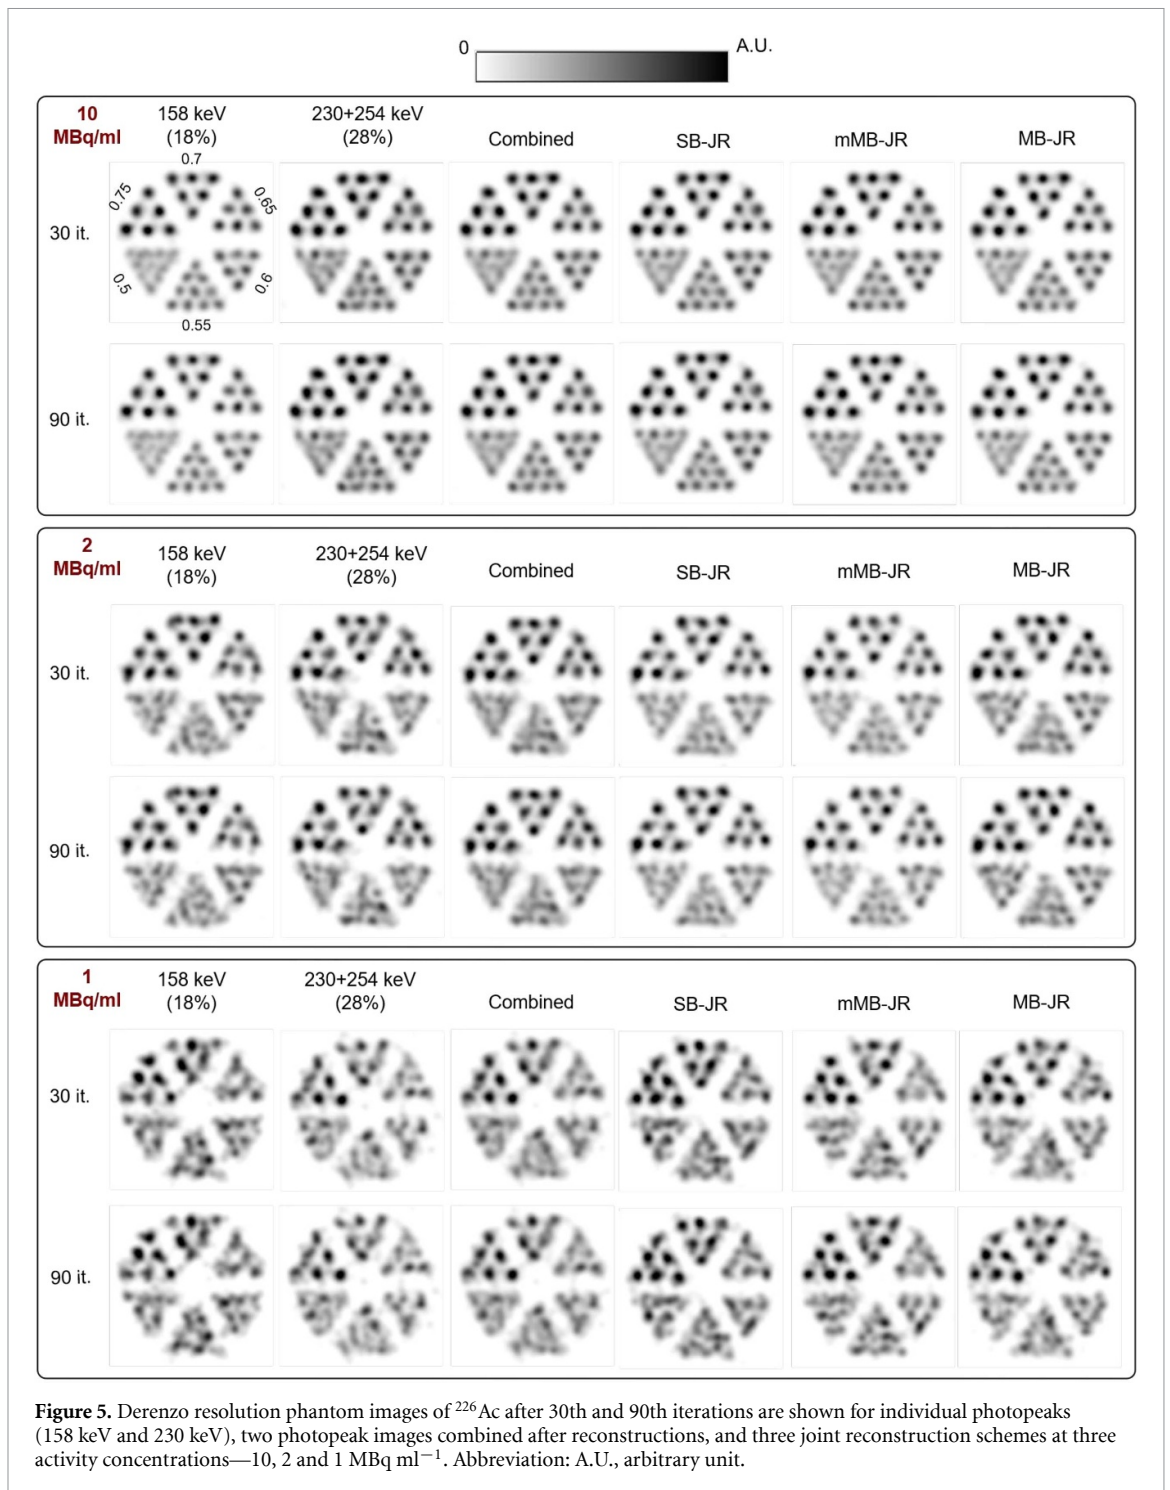 0 A.U.
10 MBq/ml
158 keV (18%)
230+254 keV (28%)
Combined
SB-JR
mMB-JR
MB-JR
0.7
0.75
0.65
30 it.
0.5
0.6
0.55
90 it.
2 MBq/ml
158 keV (18%)
230+254 keV (28%)
Combined
SB-JR
mMB-JR
MB-JR
30 it.
90 it.
1 MBq/ml
158 keV (18%)
230+254 keV (28%)
Combined
SB-JR
mMB-JR
MB-JR
30 it.
90 it.
Figure 5. Derenzo resolution phantom images of ²²⁶Ac after 30th and 90th iterations are shown for individual photopeaks
(158 keV and 230 keV), two photopeak images combined after reconstructions, and three joint reconstruction schemes at three
activity concentrations—10, 2 and 1 MBq ml⁻¹. Abbreviation: A.U., arbitrary unit.